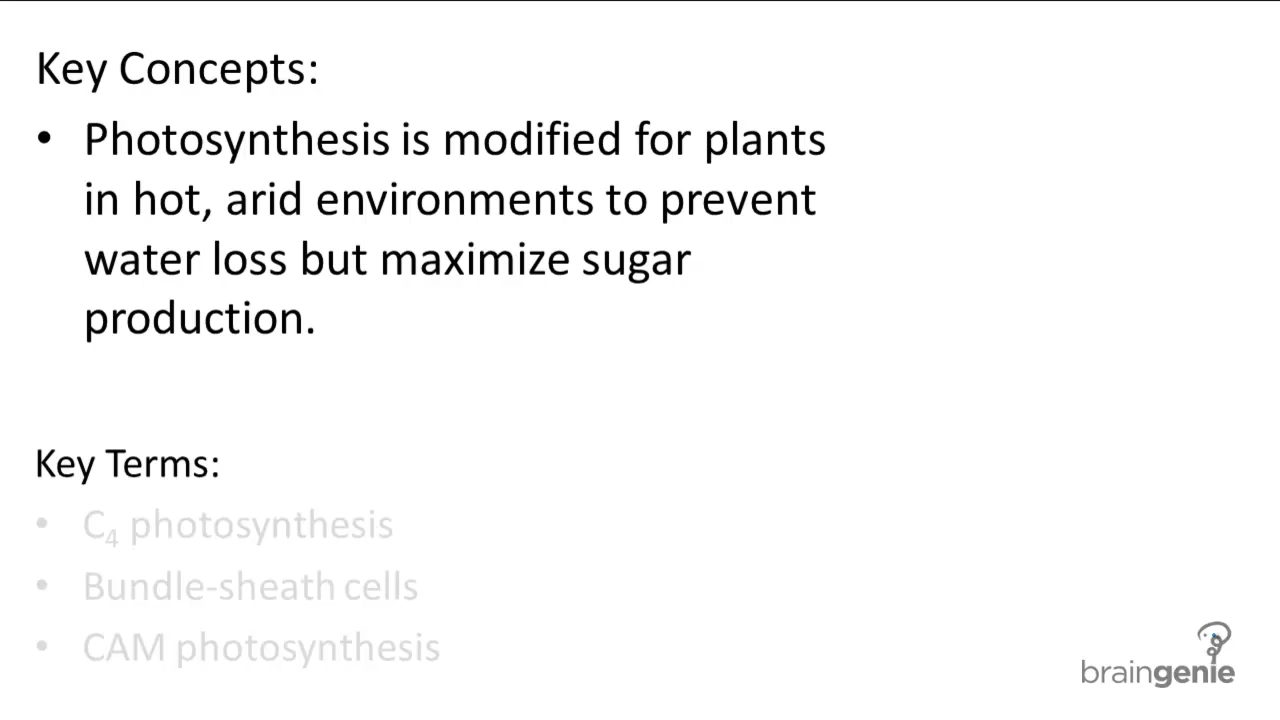 Key Concepts:
• Photosynthesis is modified for plants
in hot, arid environments to prevent
water loss but maximize sugar
production.
Key Terms:
• C₄ photosynthesis
• Bundle-sheath cells
• CAM photosynthesis
braingenie